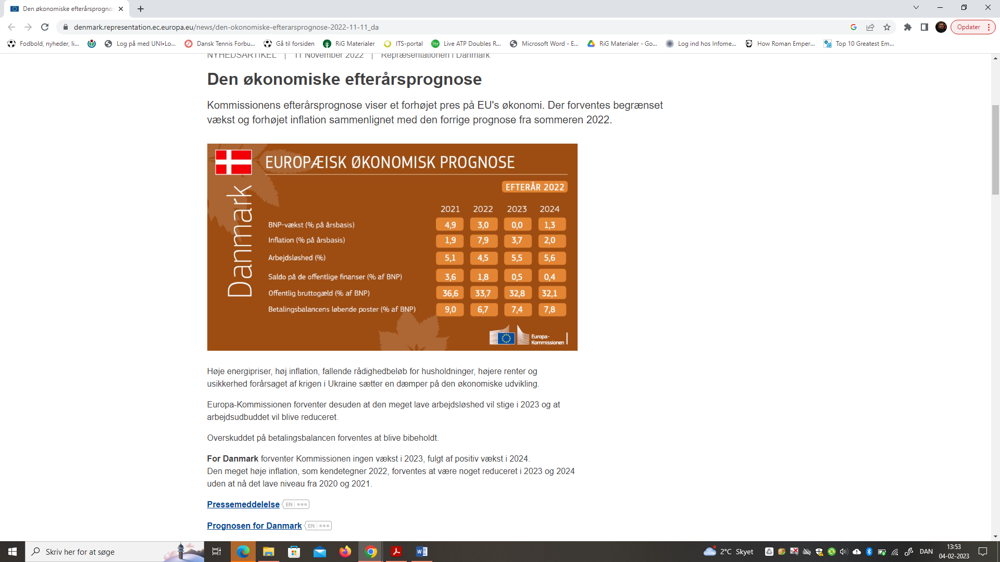 Den økonomiske efterårsprogno
denmark.representation.ec.europa.eu/news/den-okonomiske-efterarsprognose-2022-11-11_da
Opdater
Fodbold, nyheder, li...
Log på med UNI•Lo...
Dansk Tennis Forbu...
Gå til forsiden
RiG Materialer
ITS-portal
ltr
Live ATP Doubles R...
Microsoft Word - E...
RiG Materialer - Go...
Log ind hos Infome...
How Roman Emper...
Top 10 Greatest Em...
NYHEDSARTIKEL | 11 November 2022 | Repræsentationen i Danmark
Den økonomiske efterårsprognose
Kommissionens efterårsprognose viser et forhøjet pres på EU's økonomi. Der forventes begrænset
vækst og forhøjet inflation sammenlignet med den forrige prognose fra sommeren 2022.
EUROPÆISK ØKONOMISK PROGNOSE
Danmark
EFTERÅR 2022
2021 2022 2023 2024
BNP-vækst (% på årsbasis) 4,9 3,0 0,0 1,3
Inflation (% på årsbasis) 1,9 7,9 3,7 2,0
Arbejdsløshed (%) 5,1 4,5 5,5 5,6
Saldo på de offentlige finanser (% af BNP) 3,6 1,8 0,5 0,4
Offentlig bruttogæld (% af BNP) 36,6 33,7 32,8 32,1
Betalingsbalancens løbende poster (% af BNP) 9,0 6,7 7,4 7,8
Europa-
Kommissionen
Høje energipriser, høj inflation, fallende rådighedbeløb for husholdninger, højere renter og
usikkerhed forårsaget af krigen i Ukraine sætter en dæmper på den økonomiske udvikling.
Europa-Kommissionen forventer desuden at den meget lave arbejdsløshed vil stige i 2023 og at
arbejdsudbuddet vil blive reduceret.
Overskuddet på betalingsbalancen forventes at blive bibeholdt.
For Danmark forventer Kommissionen ingen vækst i 2023, fulgt af positiv vækst i 2024.
Den meget høje inflation, som kendetegner 2022, forventes at være noget reduceret i 2023 og 2024
uden at nå det lave niveau fra 2020 og 2021.
Pressemeddelelse EN
Prognosen for Danmark EN
Skriv her for at søge
2°C Skyet
DAN
13:53
04-02-2023